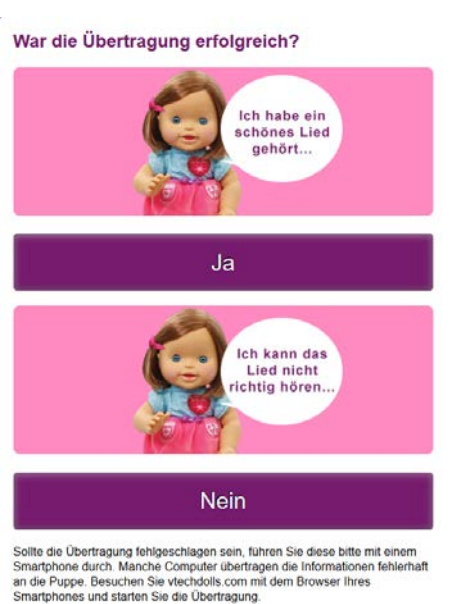 War die Übertragung erfolgreich?
Ich habe ein
schönes Lied
gehört...
Ja
Ich kann das
Lied nicht
richtig hören...
Nein
Sollte die Übertragung fehlgeschlagen sein, führen Sie diese bitte mit einem
Smartphone durch. Manche Computer übertragen die Informationen fehlerhaft
an die Puppe. Besuchen Sie vtechdolls.com mit dem Browser Ihres
Smartphones und starten Sie die Übertragung.